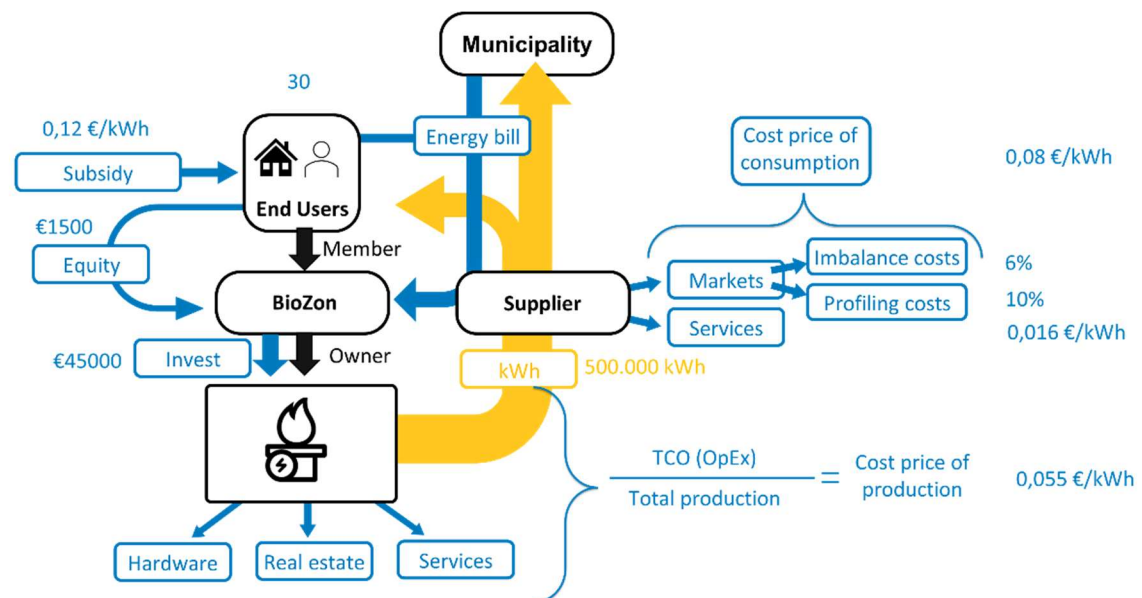 Municipality
30
0,12 €/kWh
Energy bill
Subsidy
End Users
Cost price of
consumption
0,08 €/kWh
€1500
Equity
Member
Imbalance costs
6%
Markets
BioZon
Supplier
Profiling costs
10%
Services
0,016 €/kWh
€45000
Invest
Owner
kWh
500.000 kWh
TCO (OpEx)
Total production
=
Cost price of
production
0,055 €/kWh
Hardware
Real estate
Services